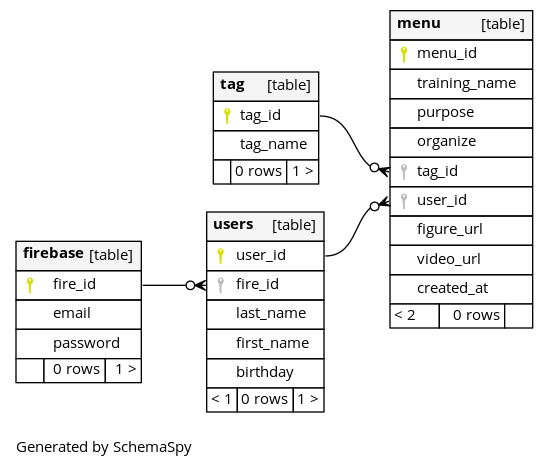 menu [table]
menu_id
training_name
purpose
organize
tag_id
user_id
figure_url
video_url
created_at
< 2 0 rows
tag [table]
tag_id
tag_name
0 rows 1 >
users [table]
user_id
fire_id
last_name
first_name
birthday
< 1 0 rows 1 >
firebase [table]
fire_id
email
password
0 rows 1 >
Generated by SchemaSpy